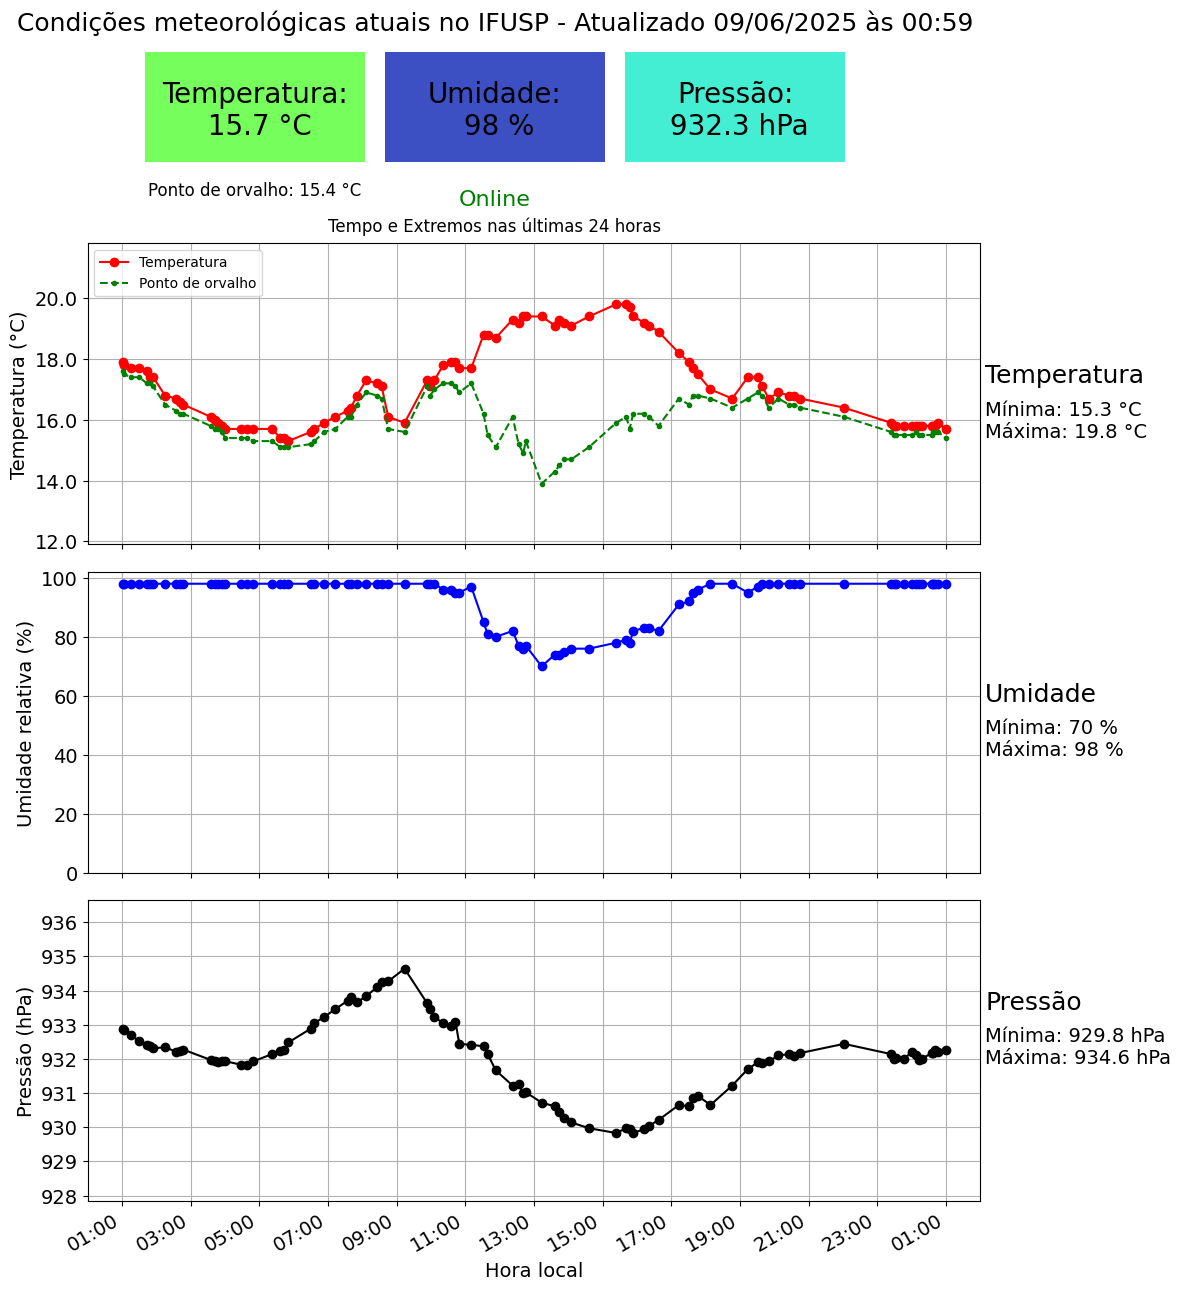 Condições meteorológicas atuais no IFUSP - Atualizado 09/06/2025 às 00:59
Temperatura:
15.7 °C
Umidade:
98 %
Pressão:
932.3 hPa
Ponto de orvalho: 15.4 °C
Online
Tempo e Extremos nas últimas 24 horas
Temperatura
Ponto de orvalho
Temperatura (°C)
20.0
18.0
16.0
14.0
12.0
Temperatura
Mínima: 15.3 °C
Máxima: 19.8 °C
Umidade relativa (%)
100
80
60
40
20
0
Umidade
Mínima: 70 %
Máxima: 98 %
Pressão (hPa)
936
935
934
933
932
931
930
929
928
Pressão
Mínima: 929.8 hPa
Máxima: 934.6 hPa
01:00 03:00 05:00 07:00 09:00 11:00 13:00 15:00 17:00 19:00 21:00 23:00 01:00
Hora local